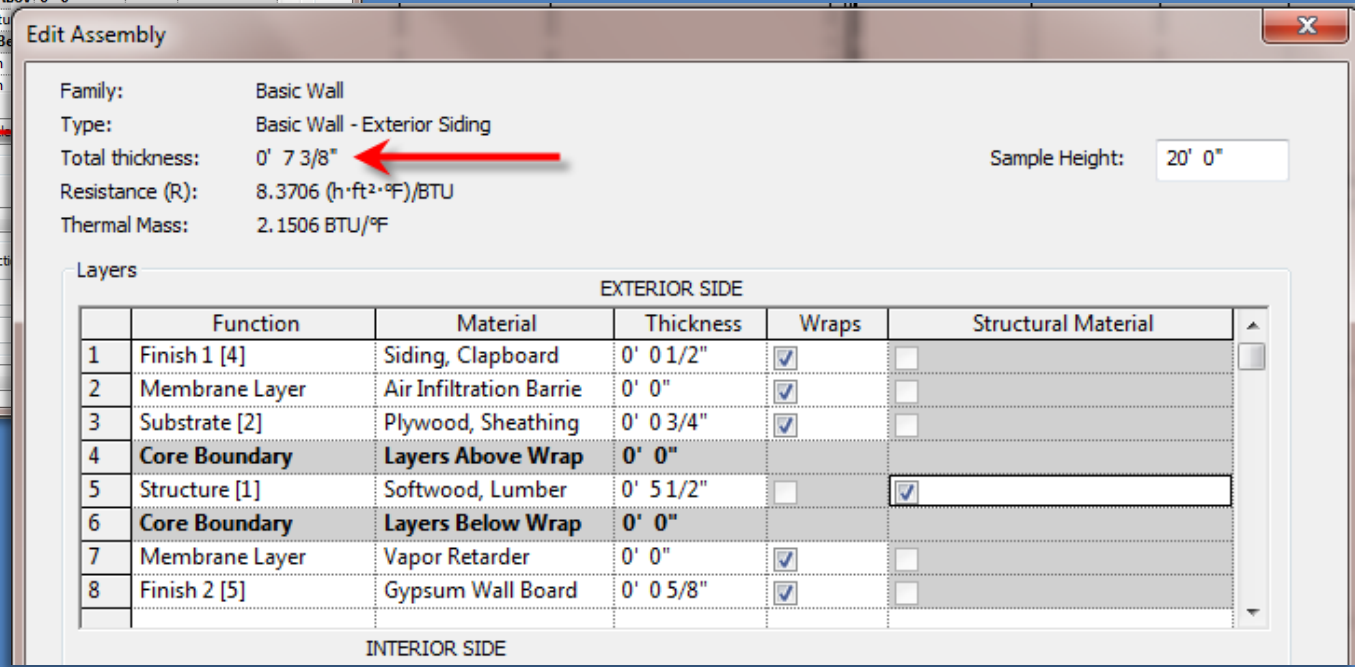 Edit Assembly
Family: Basic Wall
Type: Basic Wall - Exterior Siding
Total thickness: 0' 7 3/8"
Sample Height: 20' 0"
Resistance (R): 8.3706 (h·ft²·°F)/BTU
Thermal Mass: 2.1506 BTU/°F
Layers
EXTERIOR SIDE
Function Material Thickness Wraps Structural Material
1 Finish 1 [4] Siding, Clapboard 0' 0 1/2"
2 Membrane Layer Air Infiltration Barrie 0' 0"
3 Substrate [2] Plywood, Sheathing 0' 0 3/4"
4 Core Boundary Layers Above Wrap 0' 0"
5 Structure [1] Softwood, Lumber 0' 5 1/2"
6 Core Boundary Layers Below Wrap 0' 0"
7 Membrane Layer Vapor Retarder 0' 0"
8 Finish 2 [5] Gypsum Wall Board 0' 0 5/8"
INTERIOR SIDE